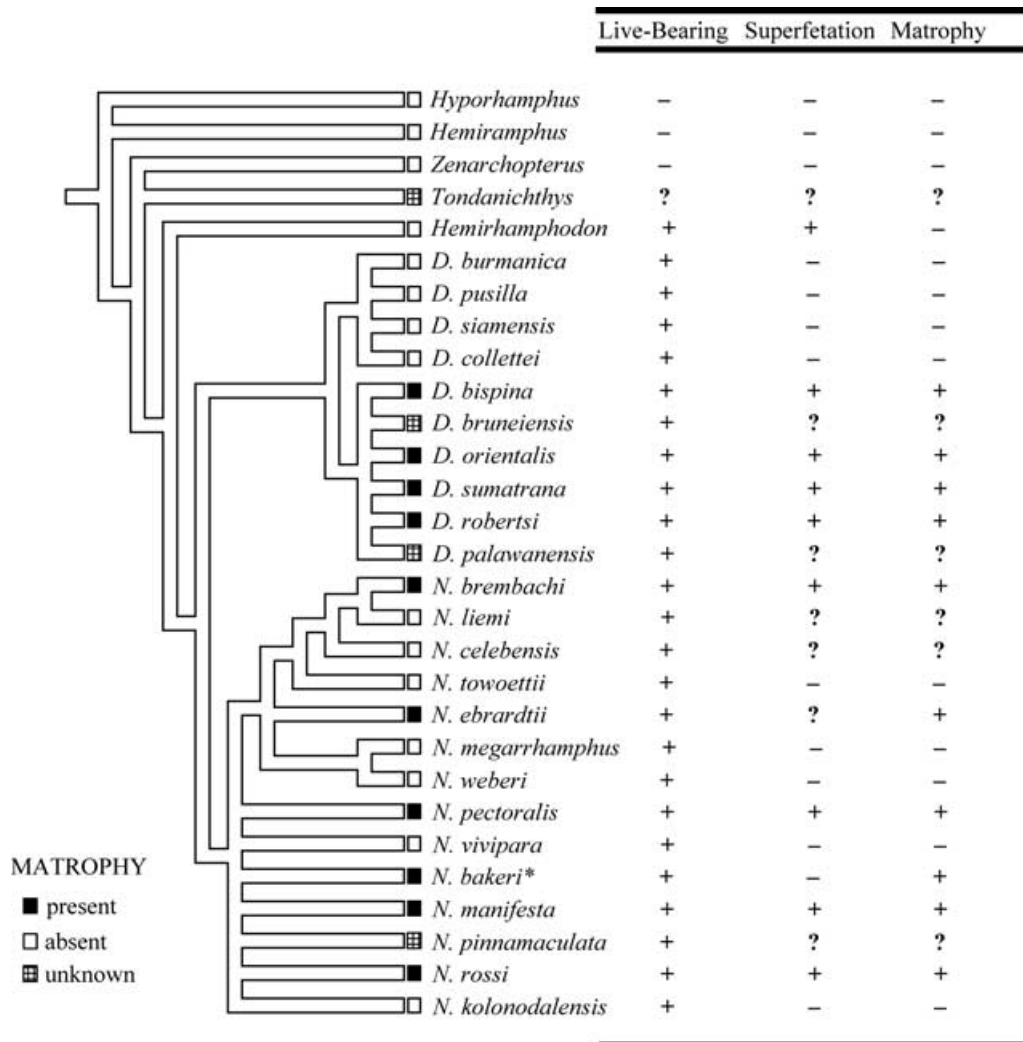 Live-Bearing Superfetation Matrophy
Hyporhamphus – – –
Hemiramphus – – –
Zenarchopterus – – –
Tondanichthys ? ? ?
Hemirhamphodon + + –
D. burmanica + – –
D. pusilla + – –
D. siamensis + – –
D. collettei + – –
D. bispina + + +
D. bruneiensis + ? ?
D. orientalis + + +
D. sumatrana + + +
D. robertsi + + +
D. palawanensis + ? ?
N. brembachi + + +
N. liemi + ? ?
N. celebensis + ? ?
N. towoettii + – –
N. ebrardtii + ? +
N. megarrhamphus + – –
N. weberi + – –
N. pectoralis + + +
N. vivipara + – –
N. bakeri* + – +
N. manifesta + + +
N. pinnamaculata + ? ?
N. rossi + + +
N. kolonodalensis + – –
MATROPHY
present
absent
unknown